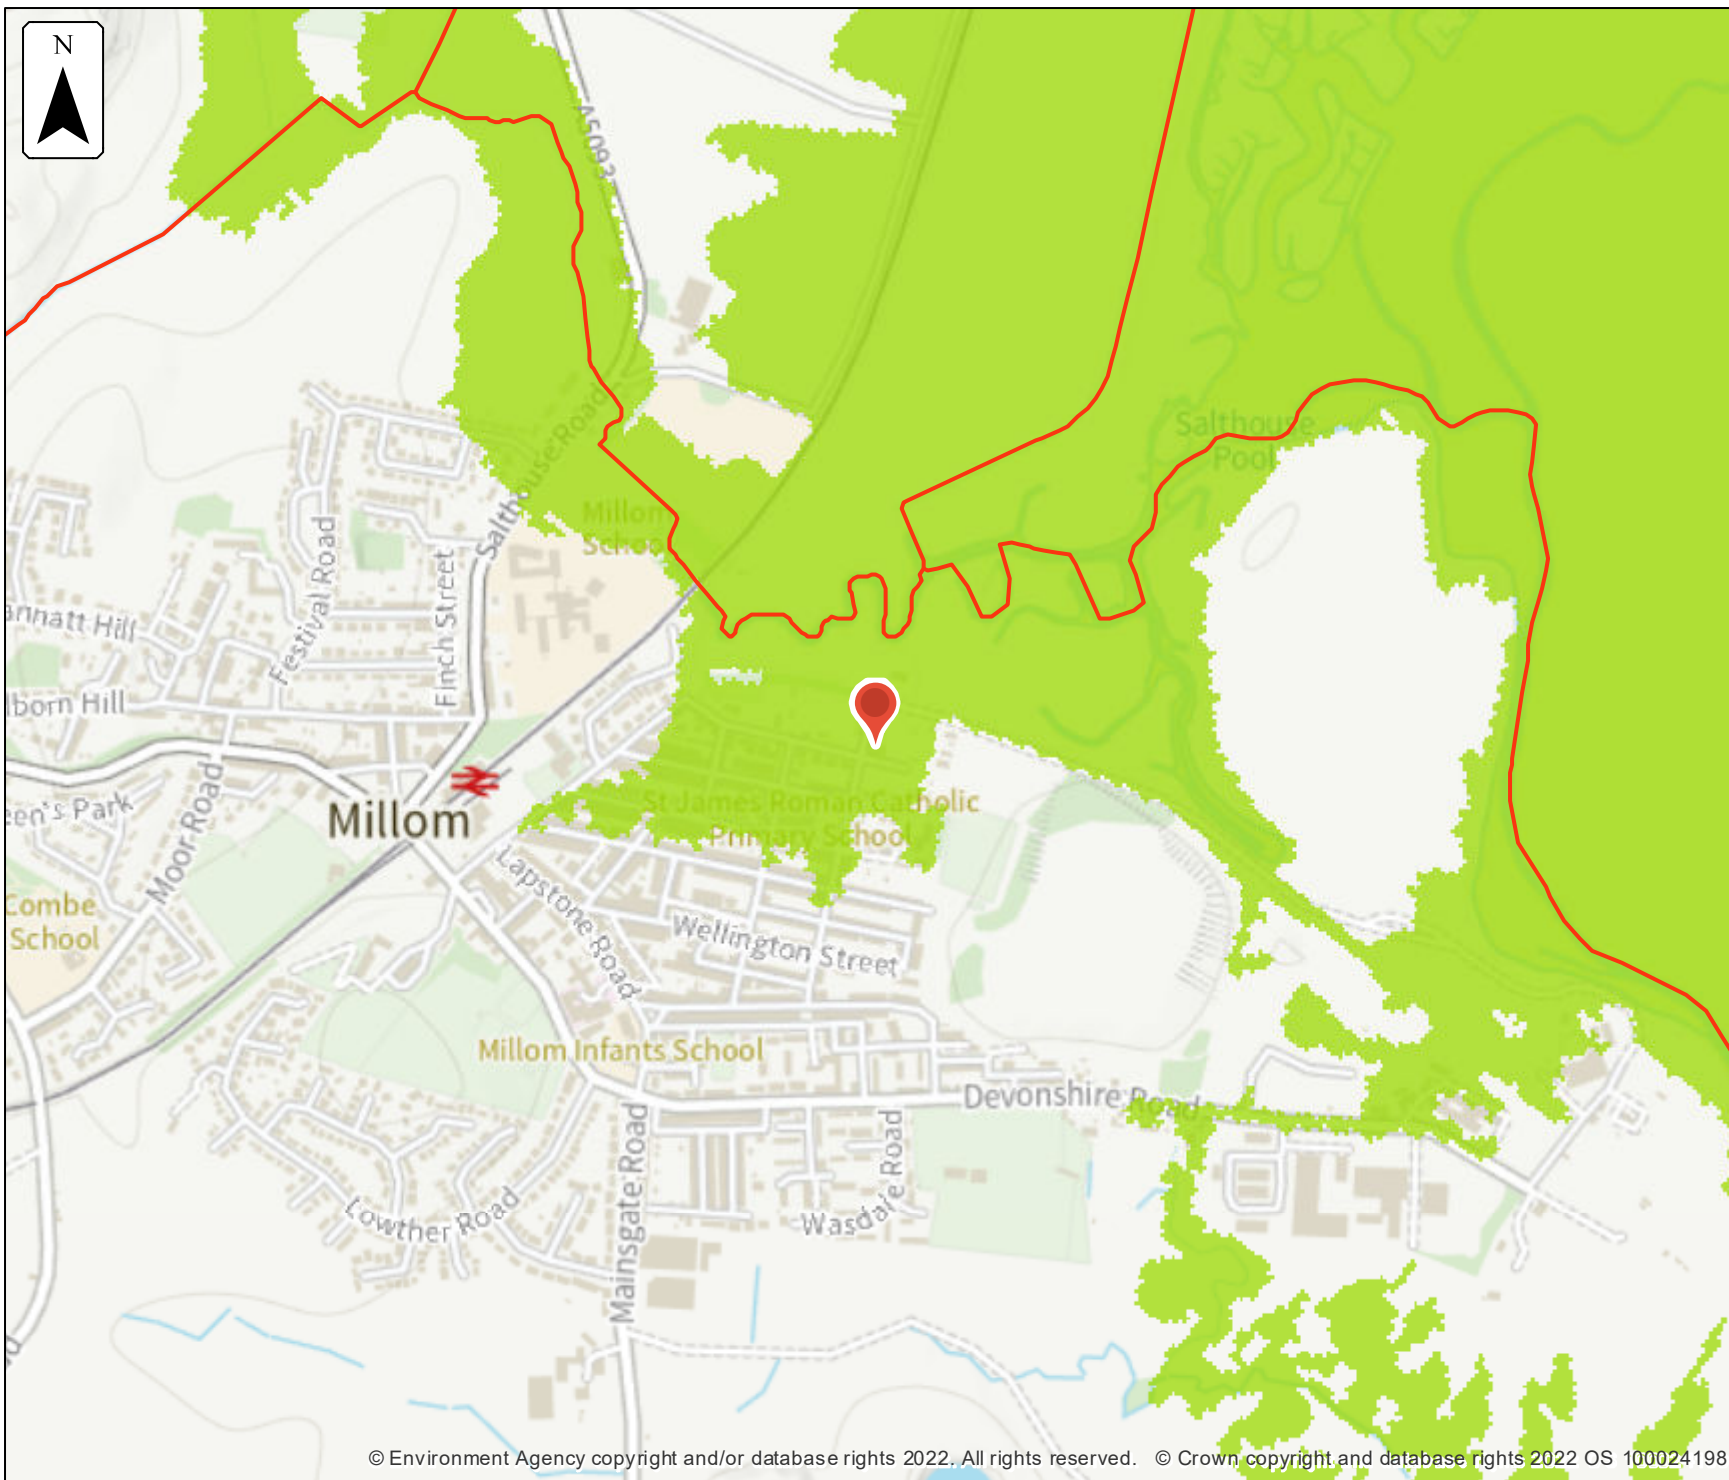 N
A5093
Salthouse
Pool
Salthouse Road
Millom
School
Festival Road
Finch Street
annatt Hill
lborn Hill
Moor Road
een's Park
Millom
St James Roman Catholic
Primary School
Combe
School
Lapstone Road
Wellington Street
Millom Infants School
Devonshire Road
Mainsgate Road
Wasdale Road
Lowther Road
© Environment Agency copyright and/or database rights 2022. All rights reserved. © Crown copyright and database rights 2022 OS 100024198